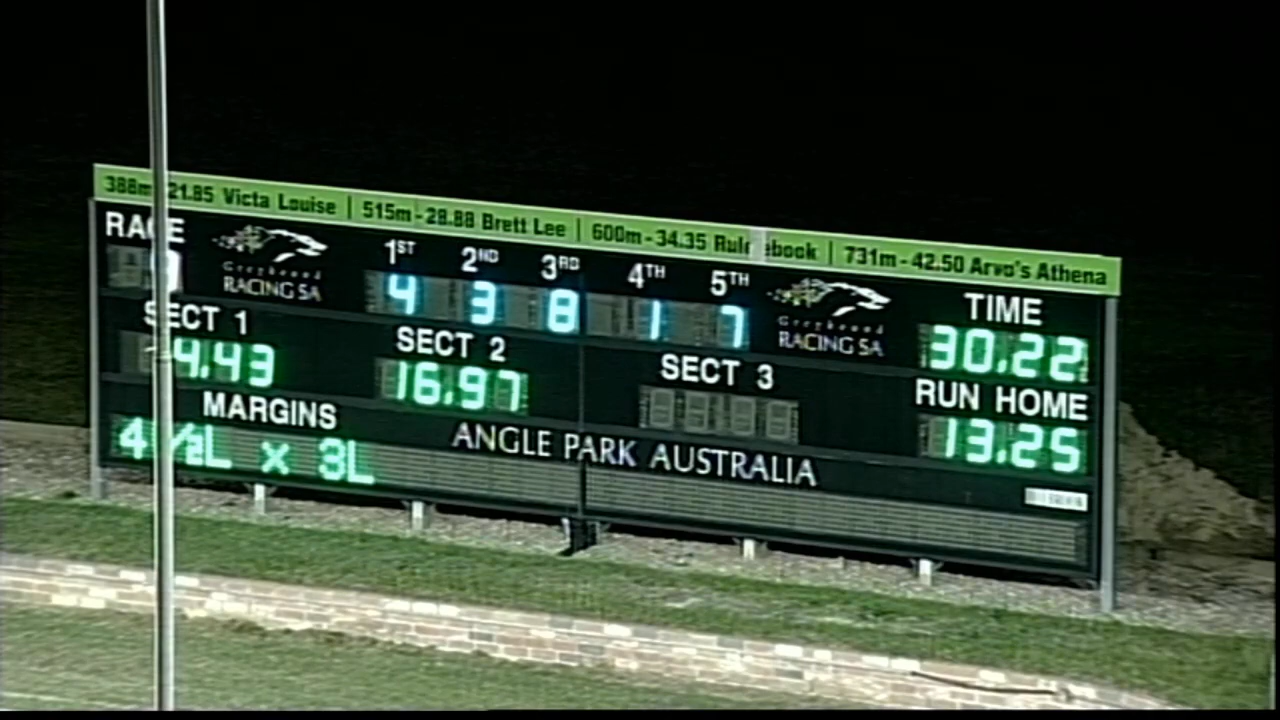 388m-21.85 Victa Louise | 515m-28.88 Brett Lee | 600m-34.35 Rulebook | 731m-42.50 Arvo's Athena
RACE
Greyhound
RACING SA
1ST 2ND 3RD 4TH 5TH
4 3 8 1 7
Greyhound
RACING SA
TIME
30.22
SECT 1
4.43
SECT 2
16.97
SECT 3
RUN HOME
13.25
MARGINS
4½L x 3L
ANGLE PARK AUSTRALIA